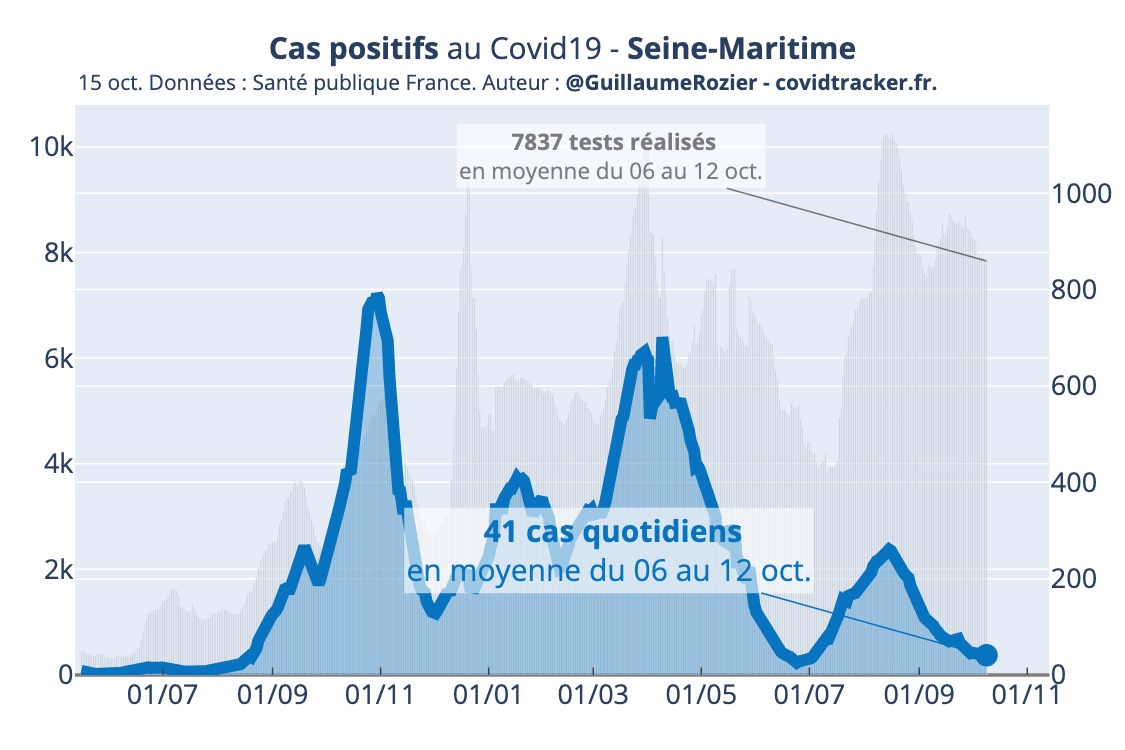 Cas positifs au Covid19 - Seine-Maritime
15 oct. Données : Santé publique France. Auteur : @GuillaumeRozier - covidtracker.fr.
7837 tests réalisés
en moyenne du 06 au 12 oct.
10k
8k
6k
4k
2k
0
1000
800
600
400
200
0
41 cas quotidiens
en moyenne du 06 au 12 oct.
01/07 01/09 01/11 01/01 01/03 01/05 01/07 01/09 01/11